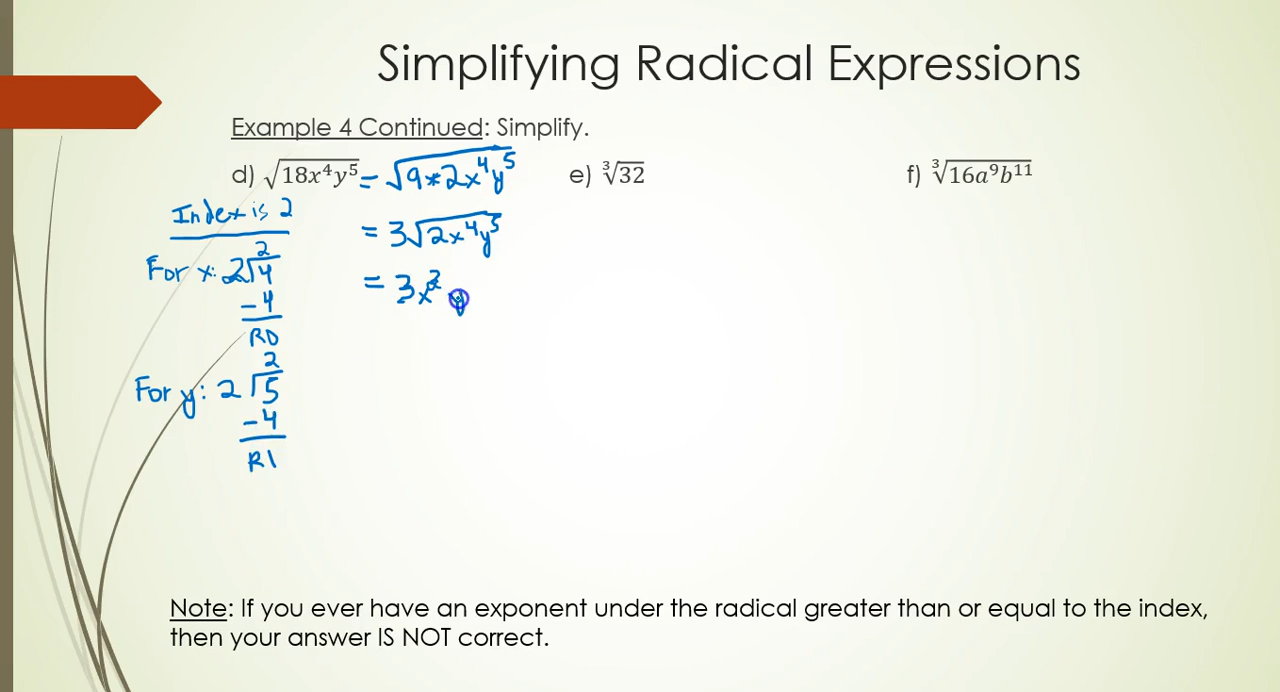 Simplifying Radical Expressions
Example 4 Continued: Simplify.
d) √18x⁴y⁵ = √9*2x⁴y⁵
= 3√2x⁴y⁵
= 3x² y
Index is 2
For x: 2√4
2
-4
R0
For y: 2√5
2
-4
R1
e) ³√32
f) ³√16a⁹b¹¹
Note: If you ever have an exponent under the radical greater than or equal to the index,
then your answer IS NOT correct.